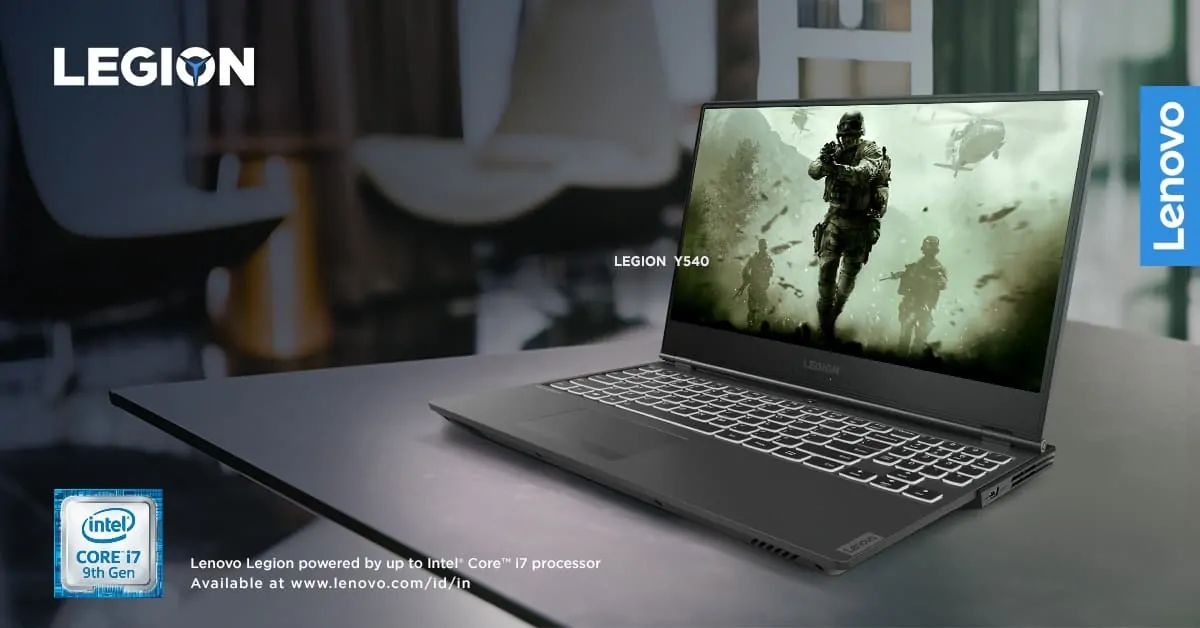 LEGION
Lenovo
LEGION Y540
LEGION
Lenovo
intel
CORE™ i7
9th Gen
Lenovo Legion powered by up to Intel® Core™ i7 processor
Available at www.lenovo.com/id/in